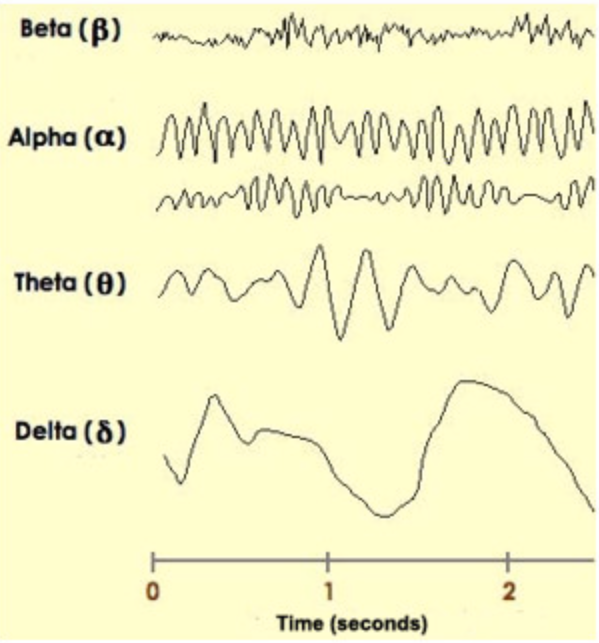 Beta (β)
Alpha (α)
Theta (θ)
Delta (δ)
0 1 2
Time (seconds)